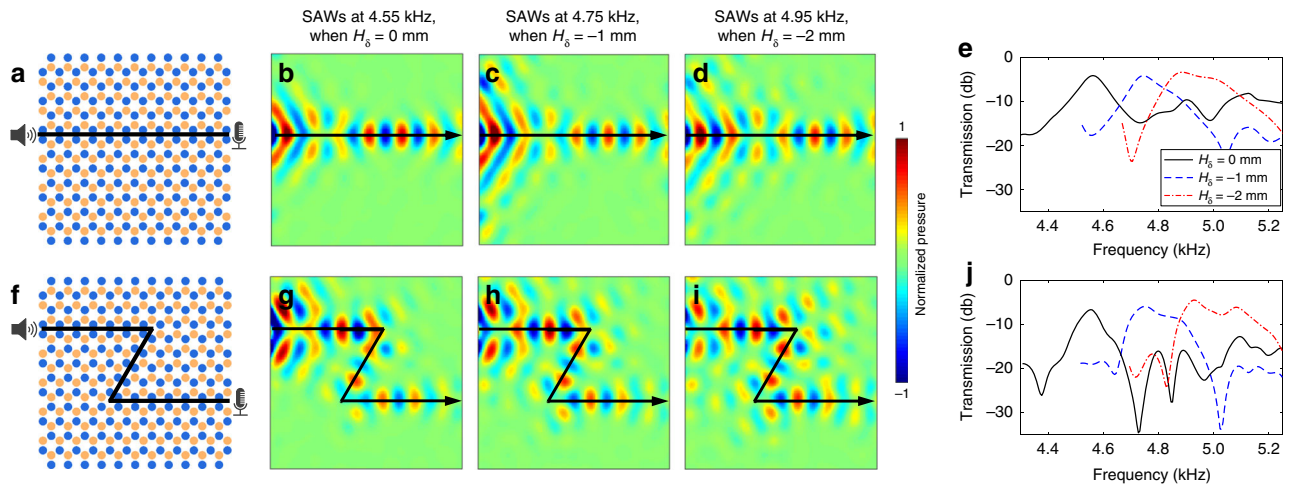 SAWs at 4.55 kHz,
when Hδ = 0 mm
SAWs at 4.75 kHz,
when Hδ = −1 mm
SAWs at 4.95 kHz,
when Hδ = −2 mm
a
b
c
d
1
Normalized pressure
−1
e
0
−10
−20
−30
Transmission (db)
Hδ = 0 mm
Hδ = −1 mm
Hδ = −2 mm
4.4 4.6 4.8 5.0 5.2
Frequency (kHz)
f
g
h
i
j
0
−10
−20
−30
Transmission (db)
4.4 4.6 4.8 5.0 5.2
Frequency (kHz)